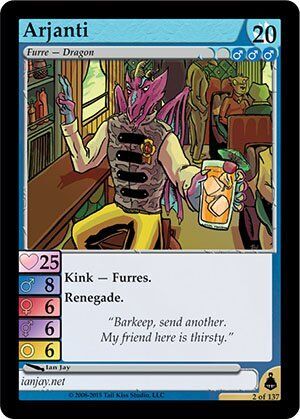 Arjanti 20
Furre — Dragon
25
8
6
6
6
Kink — Furres.
Renegade.
"Barkeep, send another.
My friend here is thirsty."
Ian Jay
ianjay.net
© 2008-2015 Tail Kiss Studio, LLC 2 of 137